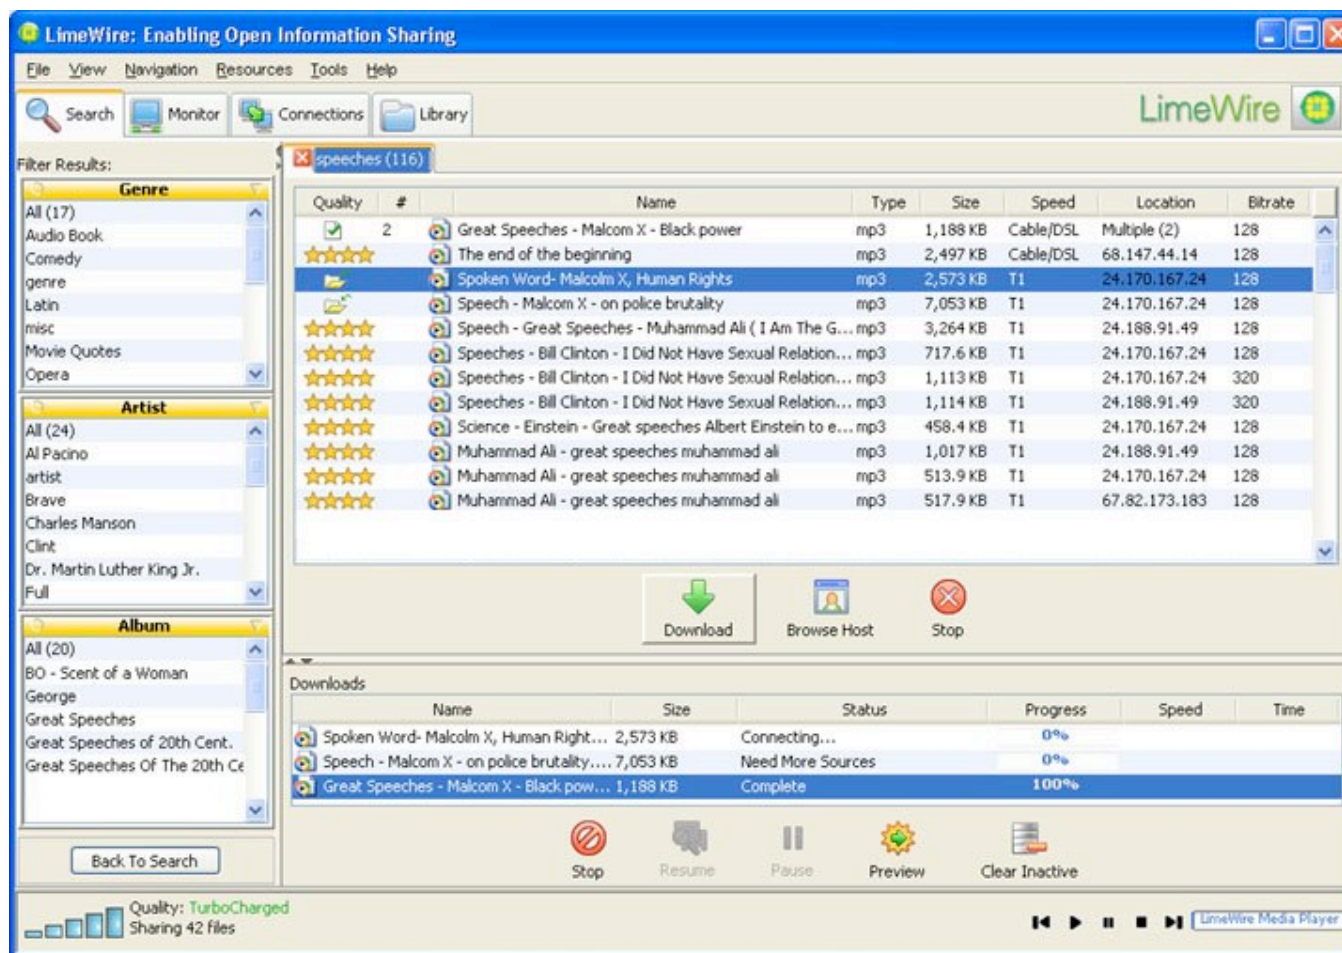 LimeWire: Enabling Open Information Sharing
File View Navigation Resources Tools Help
Search Monitor Connections Library
LimeWire
Filter Results:
Genre
All (17)
Audio Book
Comedy
genre
Latin
misc
Movie Quotes
Opera
Artist
All (24)
Al Pacino
artist
Brave
Charles Manson
Clint
Dr. Martin Luther King Jr.
Full
Album
All (20)
BO - Scent of a Woman
George
Great Speeches
Great Speeches of 20th Cent.
Great Speeches Of The 20th Ce
Back To Search
speeches (116)
Quality # Name Type Size Speed Location Bitrate
2 Great Speeches - Malcom X - Black power mp3 1,188 KB Cable/DSL Multiple (2) 128
The end of the beginning mp3 2,497 KB Cable/DSL 68.147.44.14 128
Spoken Word- Malcolm X, Human Rights mp3 2,573 KB T1 24.170.167.24 128
Speech - Malcom X - on police brutality mp3 7,053 KB T1 24.170.167.24 128
Speech - Great Speeches - Muhammad Ali ( I Am The G... mp3 3,264 KB T1 24.188.91.49 128
Speeches - Bill Clinton - I Did Not Have Sexual Relation... mp3 717.6 KB T1 24.170.167.24 128
Speeches - Bill Clinton - I Did Not Have Sexual Relation... mp3 1,113 KB T1 24.170.167.24 320
Speeches - Bill Clinton - I Did Not Have Sexual Relation... mp3 1,114 KB T1 24.188.91.49 320
Science - Einstein - Great speeches Albert Einstein to e... mp3 458.4 KB T1 24.170.167.24 128
Muhammad Ali - great speeches muhammad ali mp3 1,017 KB T1 24.188.91.49 128
Muhammad Ali - great speeches muhammad ali mp3 513.9 KB T1 24.170.167.24 128
Muhammad Ali - great speeches muhammad ali mp3 517.9 KB T1 67.82.173.183 128
Download Browse Host Stop
Downloads
Name Size Status Progress Speed Time
Spoken Word- Malcolm X, Human Right... 2,573 KB Connecting... 0%
Speech - Malcom X - on police brutality.... 7,053 KB Need More Sources 0%
Great Speeches - Malcom X - Black pow... 1,188 KB Complete 100%
Stop Resume Pause Preview Clear Inactive
Quality: TurboCharged
Sharing 42 files
LimeWire Media Player